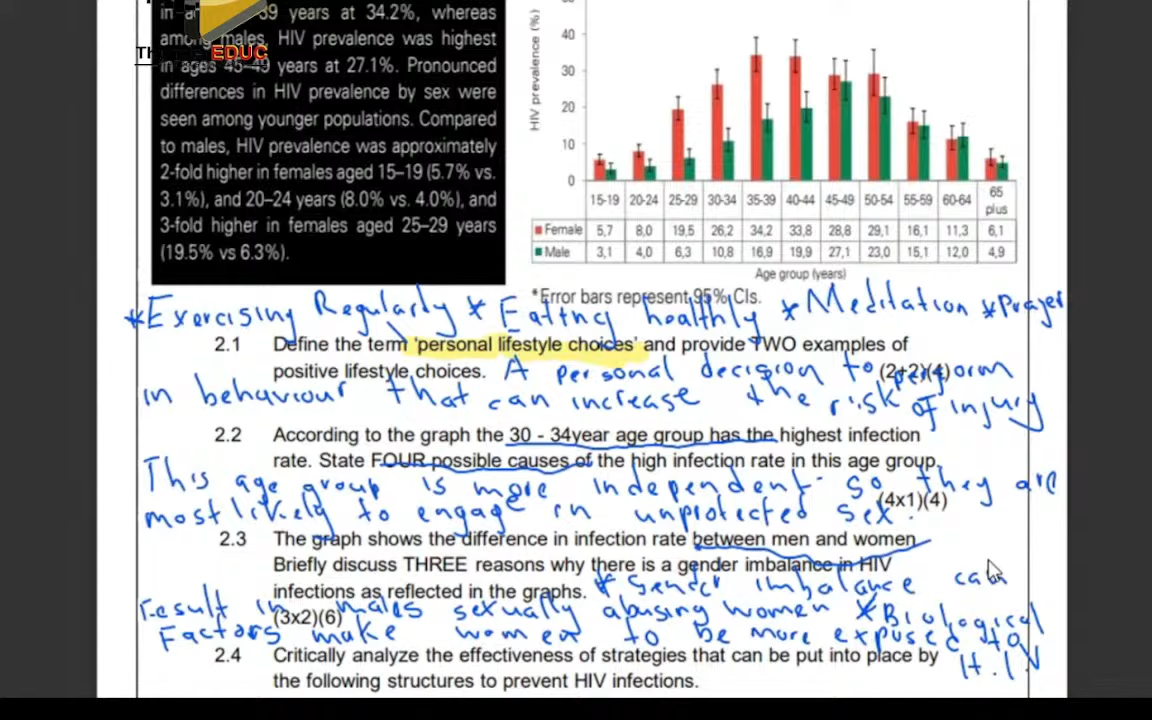 39 years at 34.2%, whereas
among males, HIV prevalence was highest
in ages 45–49 years at 27.1%. Pronounced
differences in HIV prevalence by sex were
seen among younger populations. Compared
to males, HIV prevalence was approximately
2-fold higher in females aged 15–19 (5.7% vs.
3.1%), and 20–24 years (8.0% vs. 4.0%), and
3-fold higher in females aged 25–29 years
(19.5% vs 6.3%).
EDUC
HIV prevalence (%)
40
30
20
10
0
15-19 20-24 25-29 30-34 35-39 40-44 45-49 50-54 55-59 60-64 65 plus
Female 5,7 8,0 19,5 26,2 34,2 33,8 28,8 29,1 16,1 11,3 6,1
Male 3,1 4,0 6,3 10,8 16,9 19,9 27,1 23,0 15,1 12,0 4,9
Age group (years)
*Error bars represent 95% CIs.
*Exercising Regularly * Eating healthly * Meditation *Prayer
2.1 Define the term 'personal lifestyle choices' and provide TWO examples of
positive lifestyle choices. (2+2)(4)
A personal decision to perform
in behaviour that can increase the risk of injury
2.2 According to the graph the 30 - 34year age group has the highest infection
rate. State FOUR possible causes of the high infection rate in this age group.
(4x1)(4)
This age group is more independent so they are
most likely to engage in unprotected sex.
2.3 The graph shows the difference in infection rate between men and women
Briefly discuss THREE reasons why there is a gender imbalance in HIV
infections as reflected in the graphs.
(3x2)(6)
* Gender imbalance can
result in males sexually abusing women * Biological
Factors make women to be more exposed to
H.I.V
2.4 Critically analyze the effectiveness of strategies that can be put into place by
the following structures to prevent HIV infections.